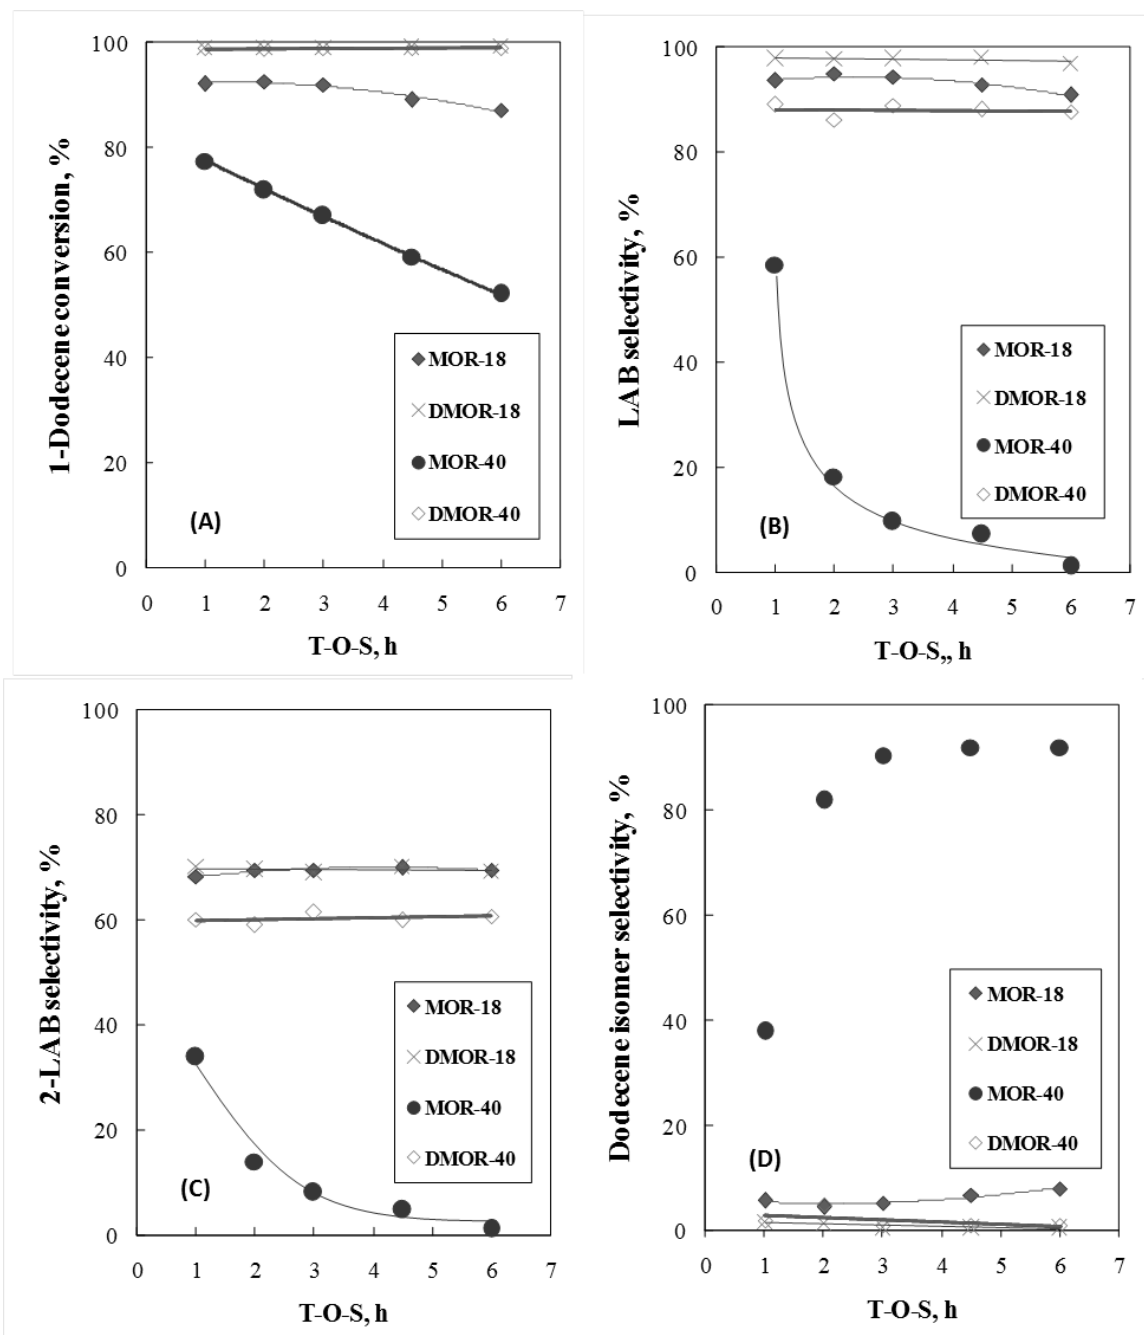 100
80
60
40
20
0
1-Dodecene conversion, %
MOR-18
DMOR-18
MOR-40
DMOR-40
(A)
0 1 2 3 4 5 6 7
T-O-S, h
100
80
60
40
20
0
LAB selectivity, %
MOR-18
DMOR-18
MOR-40
DMOR-40
(B)
0 1 2 3 4 5 6 7
T-O-S,, h
100
80
60
40
20
0
2-LAB selectivity, %
MOR-18
DMOR-18
MOR-40
DMOR-40
(C)
0 1 2 3 4 5 6 7
T-O-S, h
100
80
60
40
20
0
Dodecene isomer selectivity, %
MOR-18
DMOR-18
MOR-40
DMOR-40
(D)
0 1 2 3 4 5 6 7
T-O-S, h